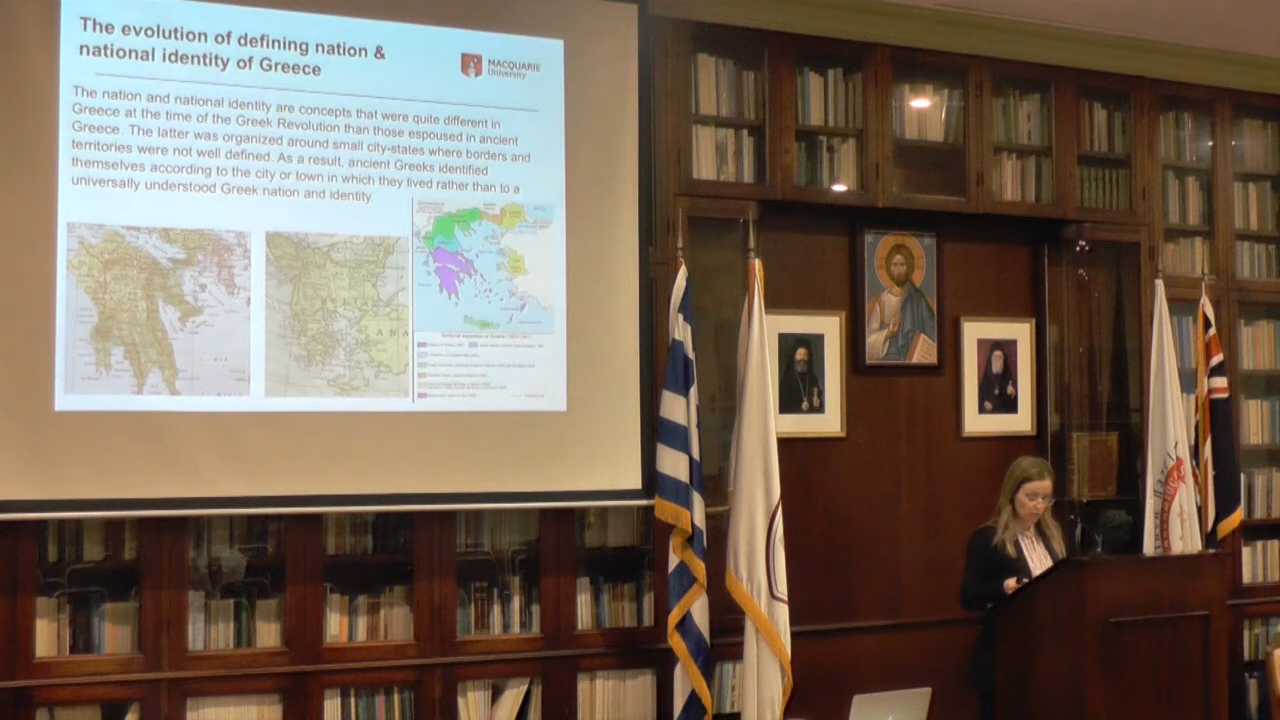 The evolution of defining nation &
national identity of Greece
MACQUARIE
University
The nation and national identity are concepts that were quite different in
Greece at the time of the Greek Revolution than those espoused in ancient
Greece. The latter was organized around small city-states where borders and
territories were not well defined. As a result, ancient Greeks identified
themselves according to the city or town in which they lived rather than to a
universally understood Greek nation and identity.
A N A